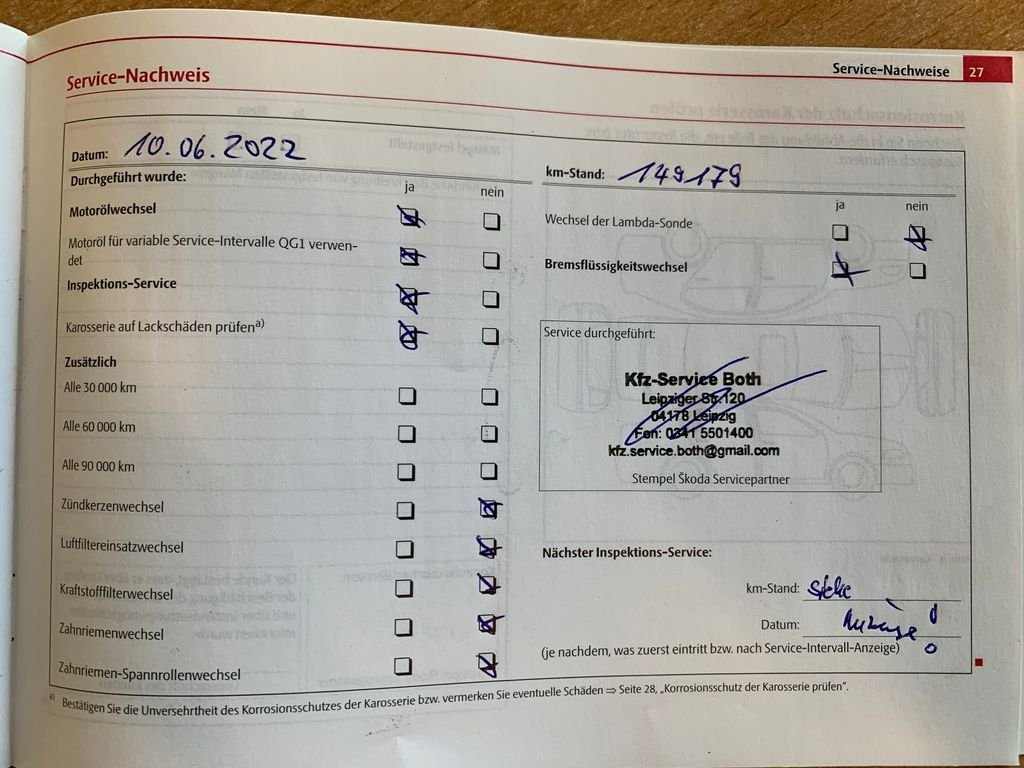 Service-Nachweise 27
Service-Nachweis
Datum: 10.06.2022
Durchgeführt wurde:
ja nein
Motorölwechsel
Motoröl für variable Service-Intervalle QG1 verwen-
det
Inspektions-Service
Karosserie auf Lackschäden prüfen a)
Zusätzlich
Alle 30 000 km
Alle 60 000 km
Alle 90 000 km
Zündkerzenwechsel
Luftfiltereinsatzwechsel
Kraftstofffilterwechsel
Zahnriemenwechsel
Zahnriemen-Spannrollenwechsel
km-Stand: 149179
ja nein
Wechsel der Lambda-Sonde
Bremsflüssigkeitswechsel
Service durchgeführt:
Kfz-Service Both
Leipziger Str.120
04178 Leipzig
Fon: 0341 5501400
kfz.service.both@gmail.com
Stempel Škoda Servicepartner
Nächster Inspektions-Service:
km-Stand: Siehe
Datum: Anzeige!
(je nachdem, was zuerst eintritt bzw. nach Service-Intervall-Anzeige)
a) Bestätigen Sie die Unversehrtheit des Korrosionsschutzes der Karosserie bzw. vermerken Sie eventuelle Schäden ⇒ Seite 28, „Korrosionsschutz der Karosserie prüfen“.